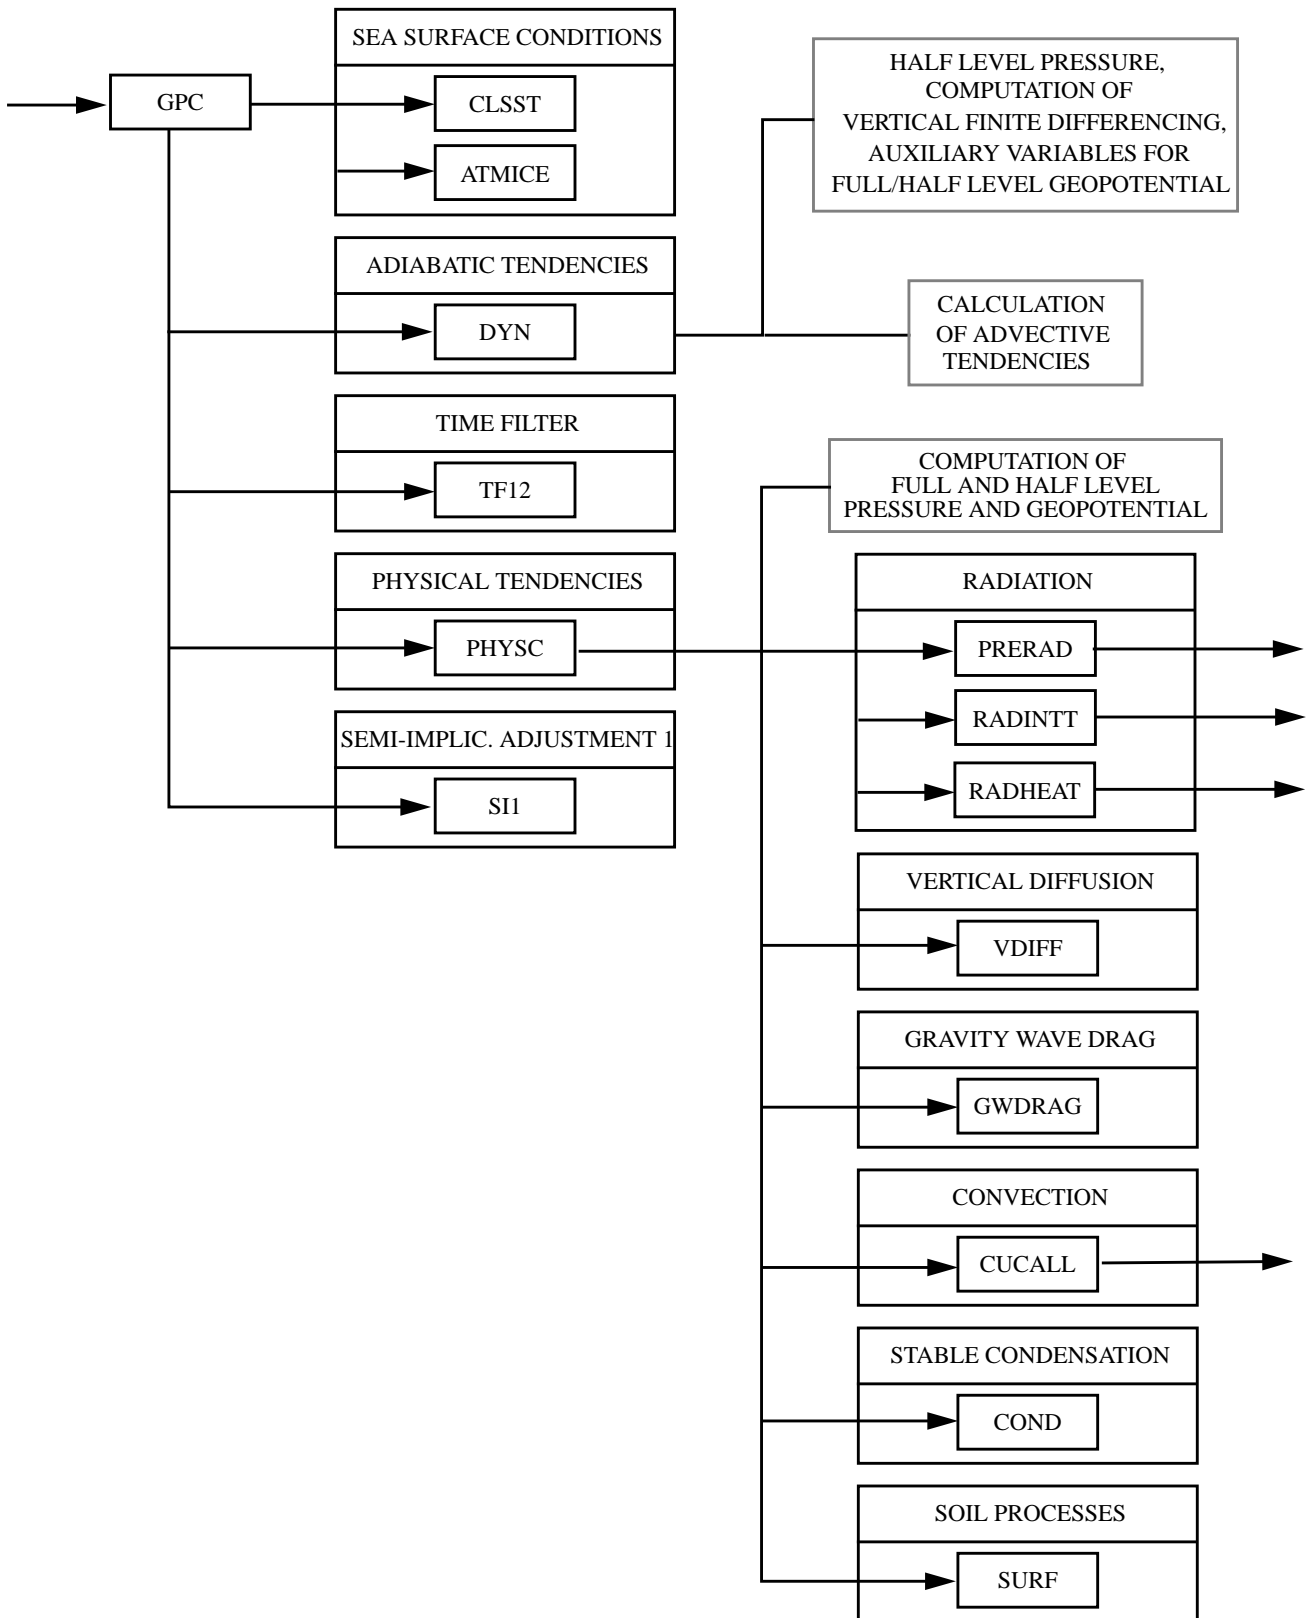 GPC
SEA SURFACE CONDITIONS
CLSST
ATMICE
ADIABATIC TENDENCIES
DYN
TIME FILTER
TF12
PHYSICAL TENDENCIES
PHYSC
SEMI-IMPLIC. ADJUSTMENT 1
SI1
HALF LEVEL PRESSURE,
COMPUTATION OF
VERTICAL FINITE DIFFERENCING,
AUXILIARY VARIABLES FOR
FULL/HALF LEVEL GEOPOTENTIAL
CALCULATION
OF ADVECTIVE
TENDENCIES
COMPUTATION OF
FULL AND HALF LEVEL
PRESSURE AND GEOPOTENTIAL
RADIATION
PRERAD
RADINTT
RADHEAT
VERTICAL DIFFUSION
VDIFF
GRAVITY WAVE DRAG
GWDRAG
CONVECTION
CUCALL
STABLE CONDENSATION
COND
SOIL PROCESSES
SURF